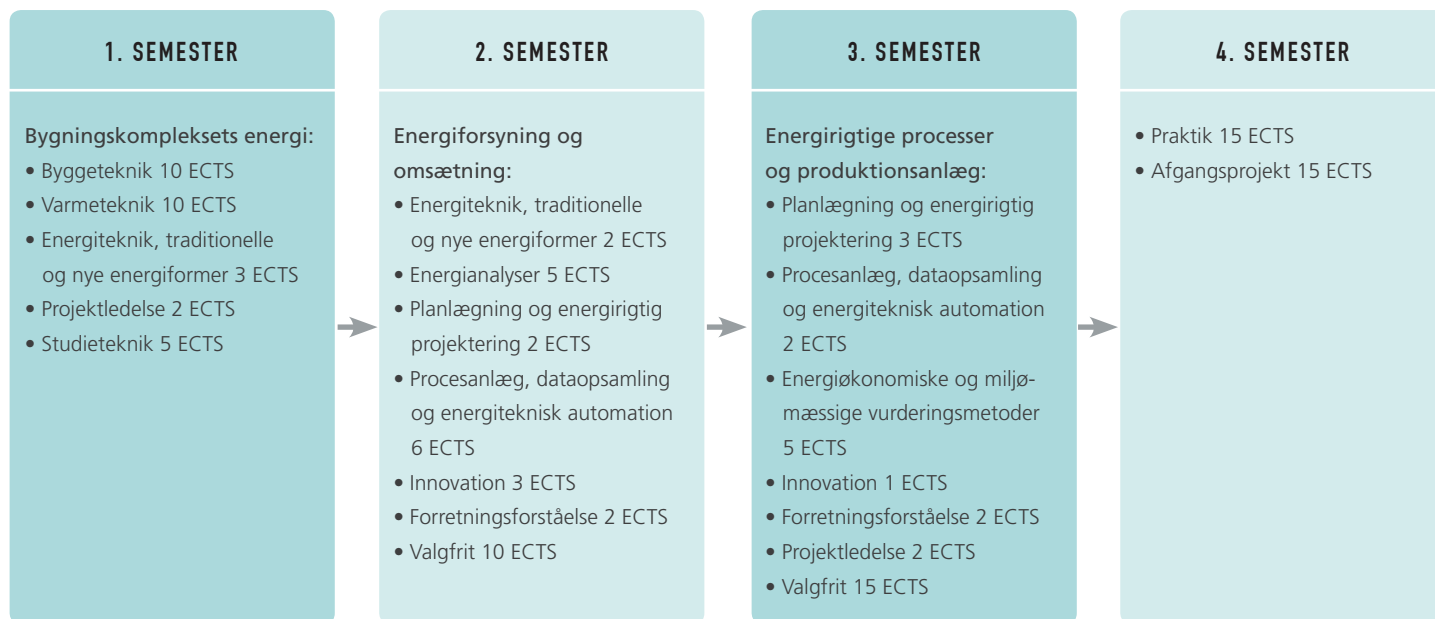 1. SEMESTER
Bygningskompleksets energi:
• Byggeteknik 10 ECTS
• Varmeteknik 10 ECTS
• Energiteknik, traditionelle
og nye energiformer 3 ECTS
• Projektledelse 2 ECTS
• Studieteknik 5 ECTS
2. SEMESTER
Energiforsyning og
omsætning:
• Energiteknik, traditionelle
og nye energiformer 2 ECTS
• Energianalyser 5 ECTS
• Planlægning og energirigtig
projektering 2 ECTS
• Procesanlæg, dataopsamling
og energiteknisk automation
6 ECTS
• Innovation 3 ECTS
• Forretningsforståelse 2 ECTS
• Valgfrit 10 ECTS
3. SEMESTER
Energirigtige processer
og produktionsanlæg:
• Planlægning og energirigtig
projektering 3 ECTS
• Procesanlæg, dataopsamling
og energiteknisk automation
2 ECTS
• Energiøkonomiske og miljø-
mæssige vurderingsmetoder
5 ECTS
• Innovation 1 ECTS
• Forretningsforståelse 2 ECTS
• Projektledelse 2 ECTS
• Valgfrit 15 ECTS
4. SEMESTER
• Praktik 15 ECTS
• Afgangsprojekt 15 ECTS